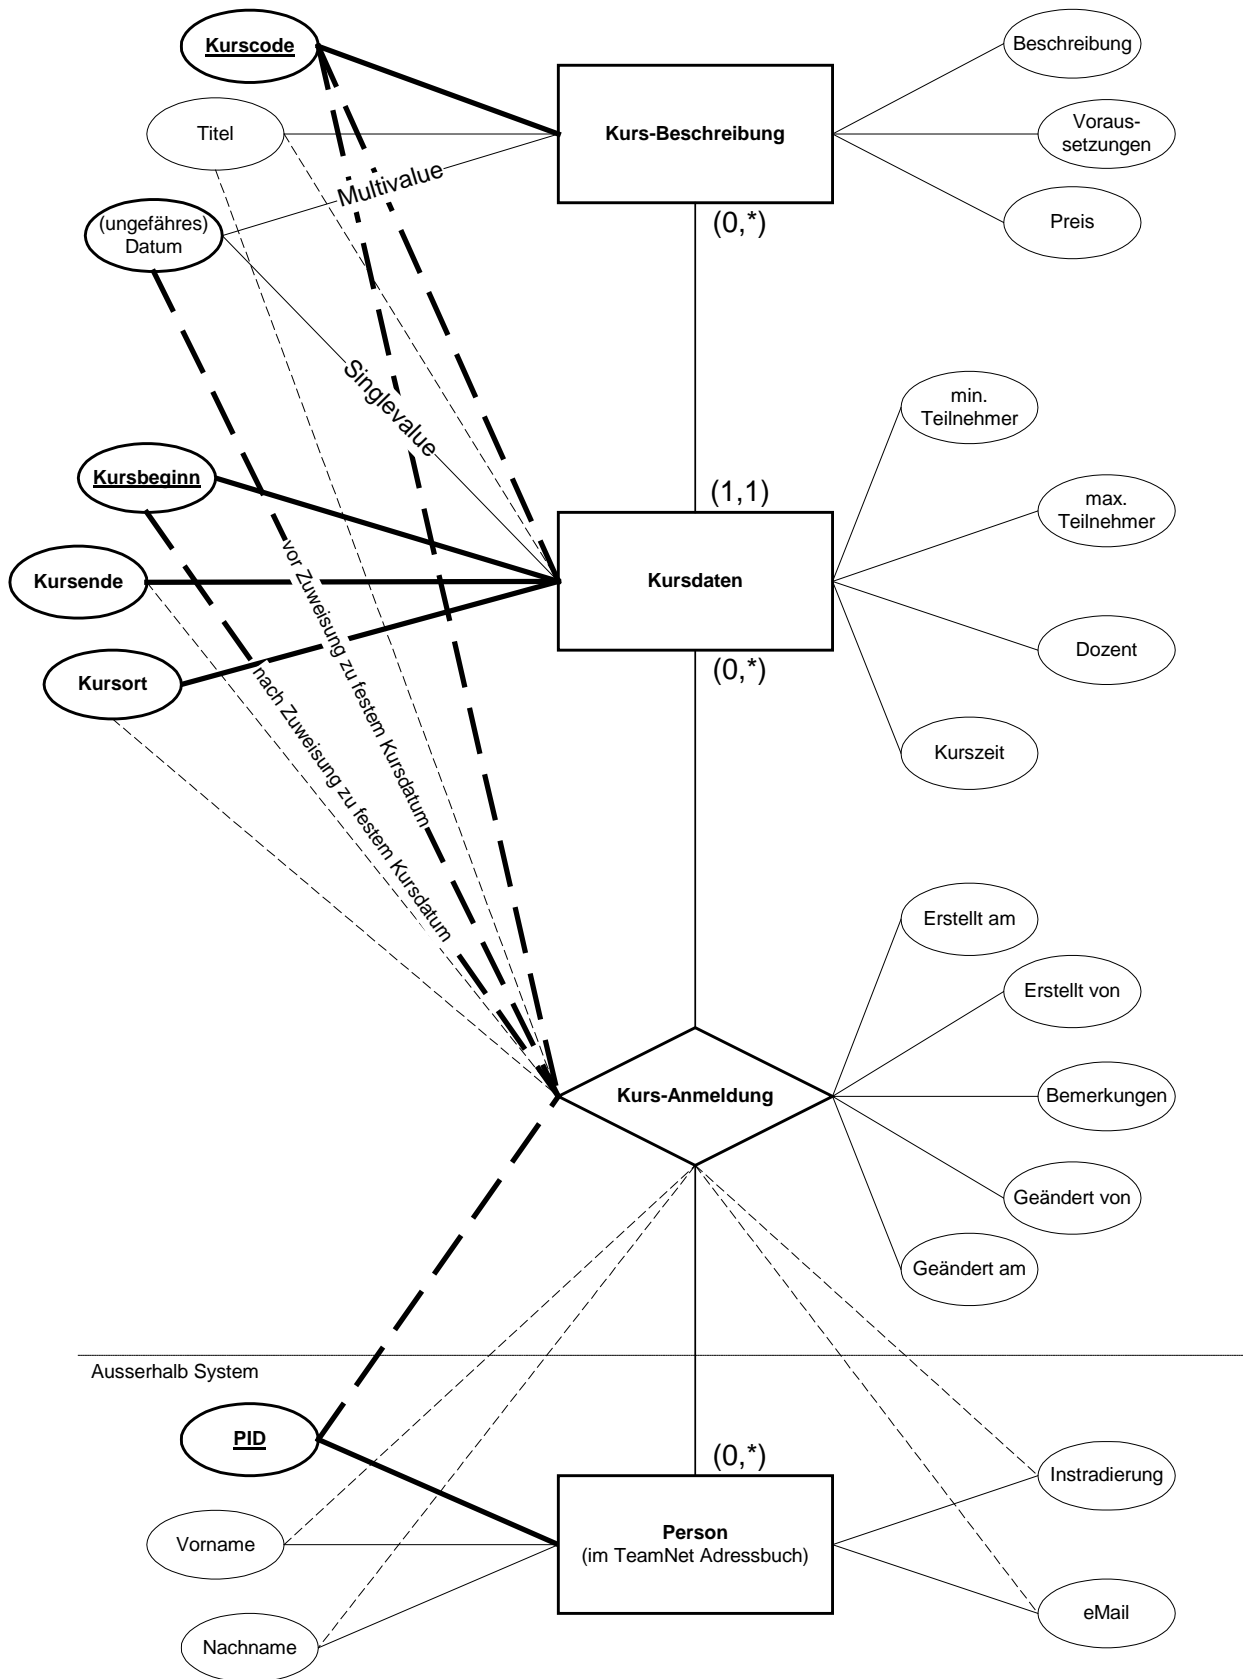 Kurscode
Beschreibung
Titel
Kurs-Beschreibung
Voraus-
setzungen
Multivalue
(ungefähres)
Datum
(0,*)
Preis
Singlevalue
min.
Teilnehmer
Kursbeginn
(1,1)
max.
Teilnehmer
vor Zuweisung zu festem Kursdatum
Kursende
Kursdaten
nach Zuweisung zu festem Kursdatum
Kursort
(0,*)
Dozent
Kurszeit
Erstellt am
Erstellt von
Kurs-Anmeldung
Bemerkungen
Geändert von
Geändert am
Ausserhalb System
PID
(0,*)
Instradierung
Vorname
Person
(im TeamNet Adressbuch)
Nachname
eMail